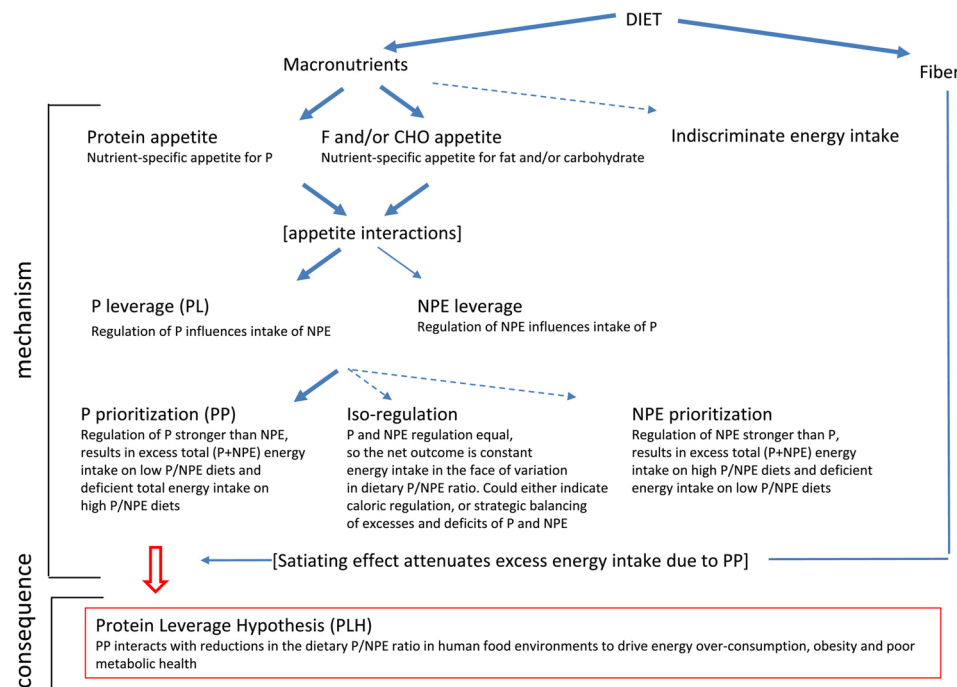 DIET
Macronutrients
Fiber
Protein appetite
Nutrient-specific appetite for P
F and/or CHO appetite
Nutrient-specific appetite for fat and/or carbohydrate
Indiscriminate energy intake
[appetite interactions]
mechanism
P leverage (PL)
Regulation of P influences intake of NPE
NPE leverage
Regulation of NPE influences intake of P
P prioritization (PP)
Regulation of P stronger than NPE,
results in excess total (P+NPE) energy
intake on low P/NPE diets and
deficient total energy intake on
high P/NPE diets
Iso-regulation
P and NPE regulation equal,
so the net outcome is constant
energy intake in the face of variation
in dietary P/NPE ratio. Could either indicate
caloric regulation, or strategic balancing
of excesses and deficits of P and NPE
NPE prioritization
Regulation of NPE stronger than P,
results in excess total (P+NPE) energy
intake on high P/NPE diets and deficient
energy intake on low P/NPE diets
[Satiating effect attenuates excess energy intake due to PP]
consequence
Protein Leverage Hypothesis (PLH)
PP interacts with reductions in the dietary P/NPE ratio in human food environments to drive energy over-consumption, obesity and poor
metabolic health